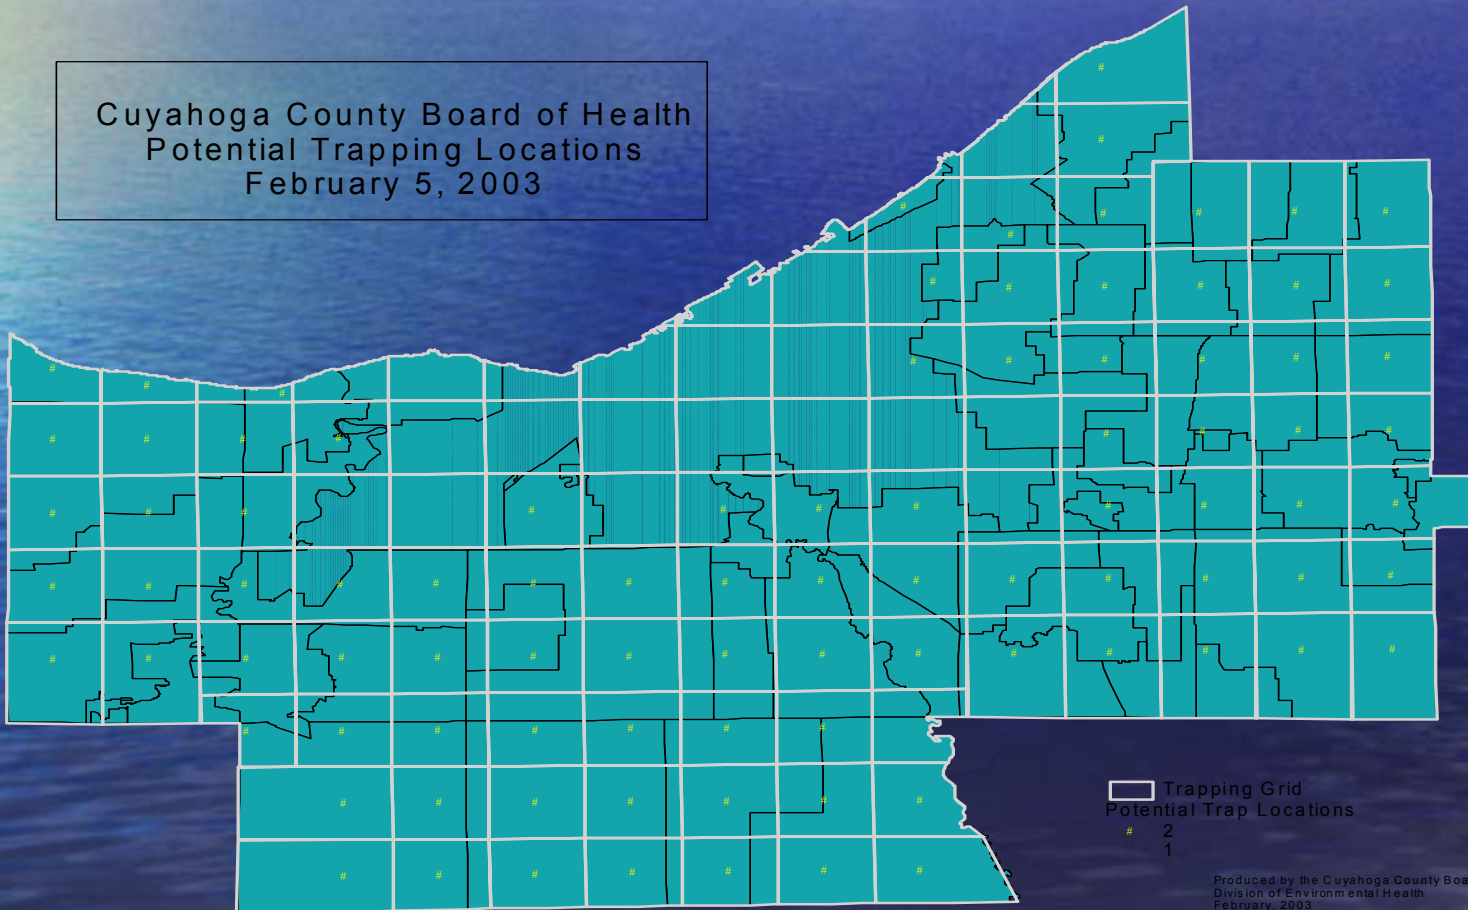 Cuyahoga County Board of Health
Potential Trapping Locations
February 5, 2003
Trapping Grid
Potential Trap Locations
# 2
1
Produced by the Cuyahoga County Boa
Division of Environmental Health
February, 2003